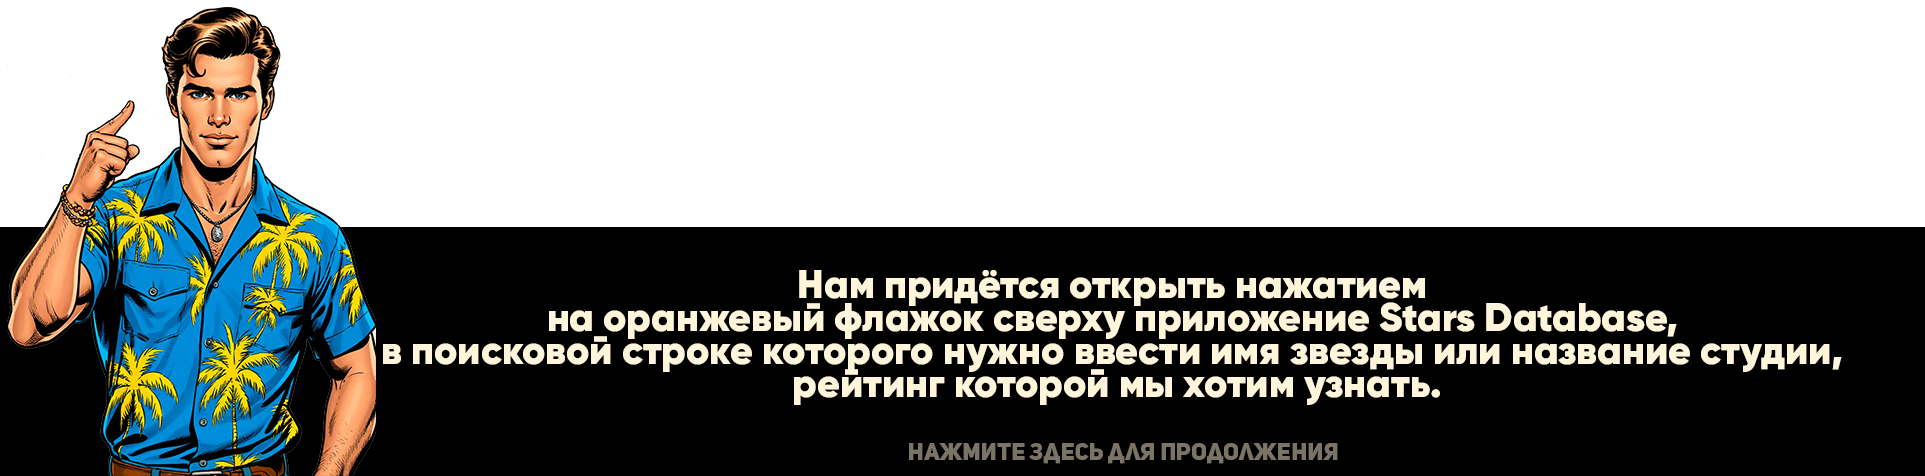 Нам придётся открыть нажатием
на оранжевый флажок сверху приложение Stars Database,
в поисковой строке которого нужно ввести имя звезды или название студии,
рейтинг которой мы хотим узнать.
НАЖМИТЕ ЗДЕСЬ ДЛЯ ПРОДОЛЖЕНИЯ